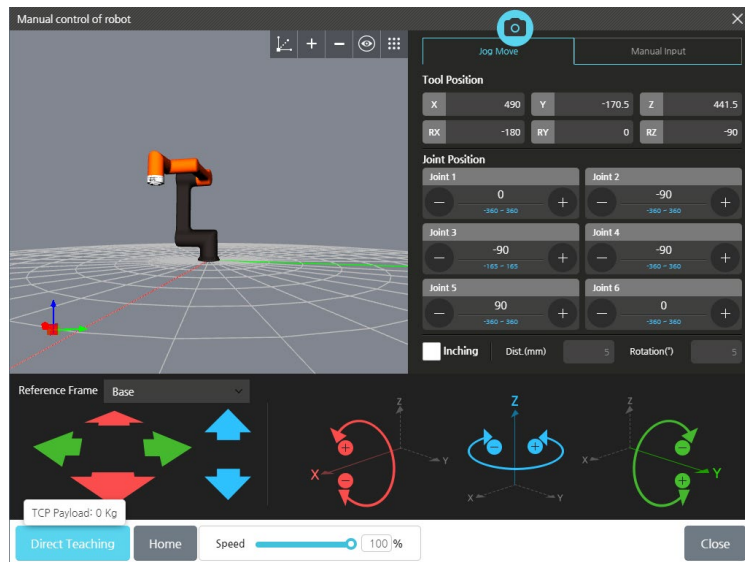 Manual control of robot
Jog Move
Manual Input
Tool Position
X 490 Y -170.5 Z 441.5
RX -180 RY 0 RZ -90
Joint Position
Joint 1 Joint 2
0 -90
-360 ~ 360 -360 ~ 360
Joint 3 Joint 4
-90 -90
-165 ~ 165 -360 ~ 360
Joint 5 Joint 6
90 0
-360 ~ 360 -360 ~ 360
Inching Dist.(mm) 5 Rotation(°) 5
Reference Frame Base
Z Z Z
X Y X Y X Y
TCP Payload: 0 Kg
Direct Teaching Home Speed 100 % Close